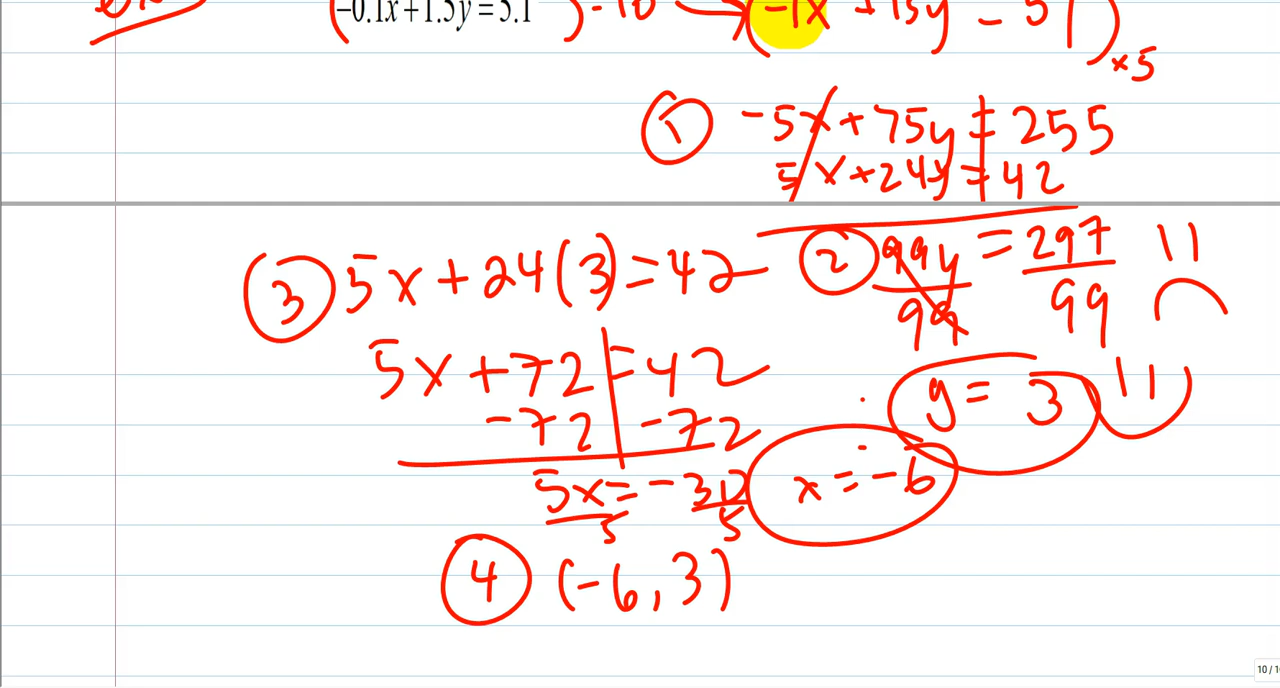 -0.1x+1.5y=5.1 ) · 10 → (-1x + 15y = 51) ×5
① -5x + 75y = 255
5x + 24y = 42
③ 5x + 24(3) = 42
② 99y/99 = 297/99
5x + 72 = 42
-72 -72
y = 3
5x/5 = -30/5
x = -6
④ (-6, 3)
10 / 1